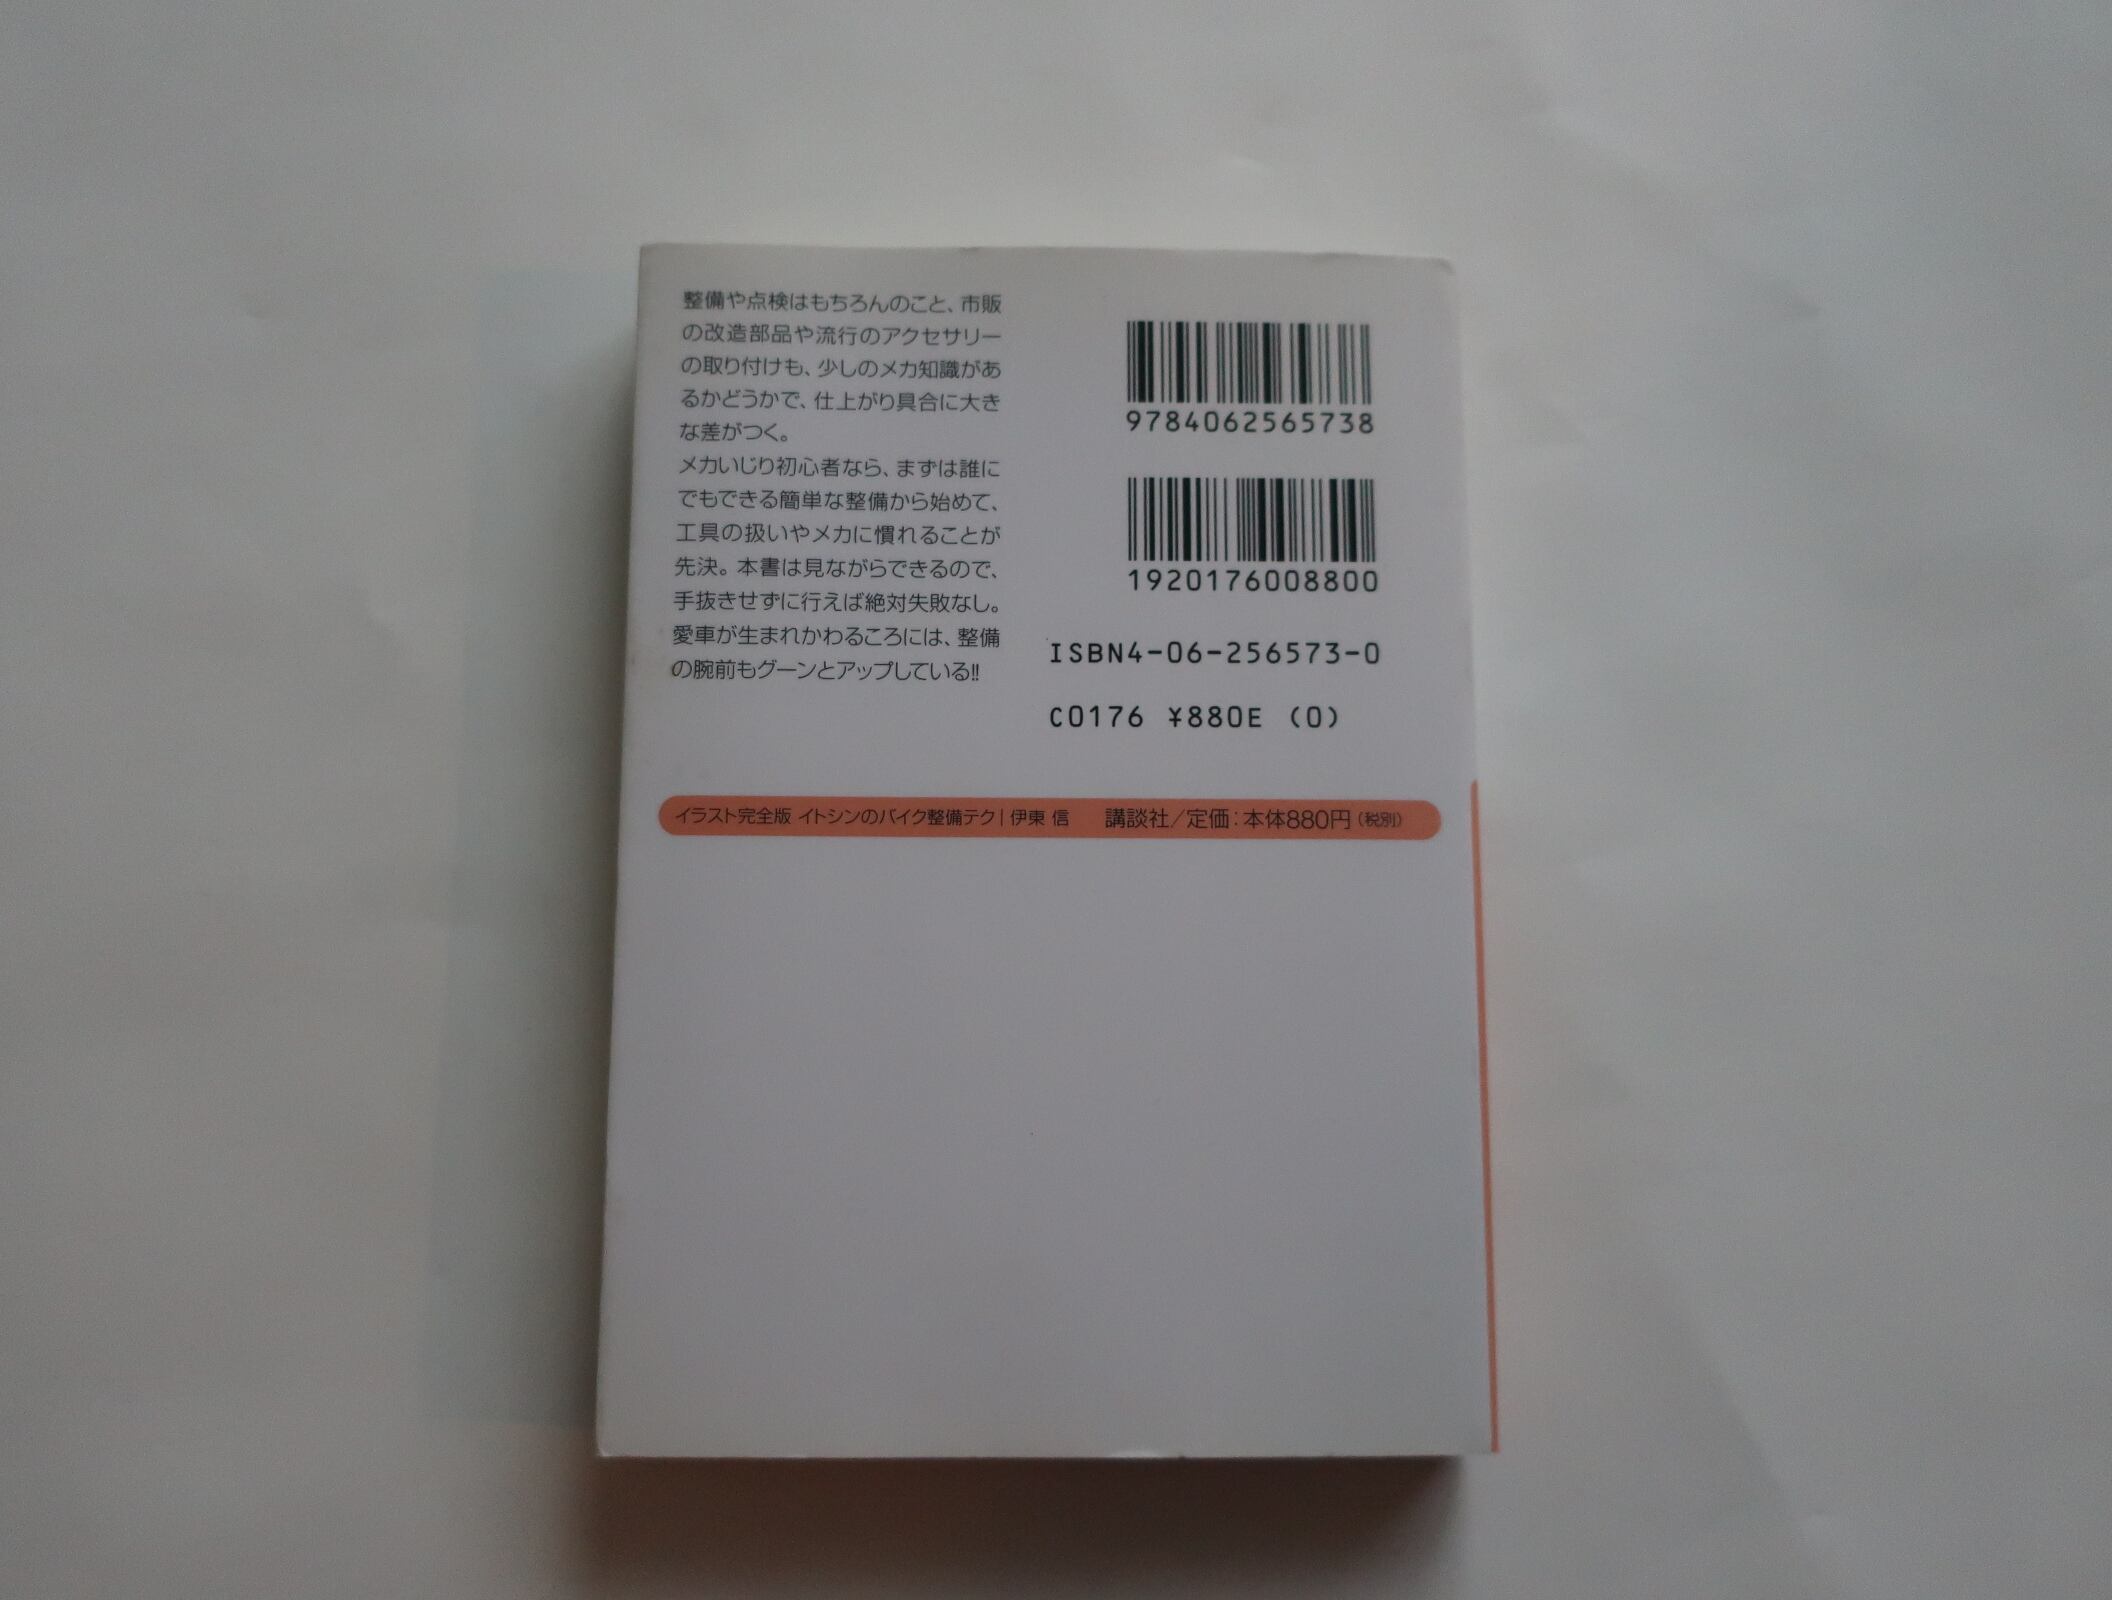 整備や点検はもちろんのこと、市販
の改造部品や流行のアクセサリー
の取り付けも、少しのメカ知識があ
るかどうかで、仕上がり具合に大き
な差がつく。
メカいじり初心者なら、まずは誰に
でもできる簡単な整備から始めて、
工具の扱いやメカに慣れることが
先決。本書は見ながらできるので、
手抜きせずに行えば絶対失敗なし。
愛車が生まれかわるころには、整備
の腕前もグーンとアップしている!!
9784062565738
1920176008800
ISBN4-06-256573-0
C0176 ¥880E (0)
イラスト完全版 イトシンのバイク整備テク|伊東 信 講談社/定価:本体880円(税別)